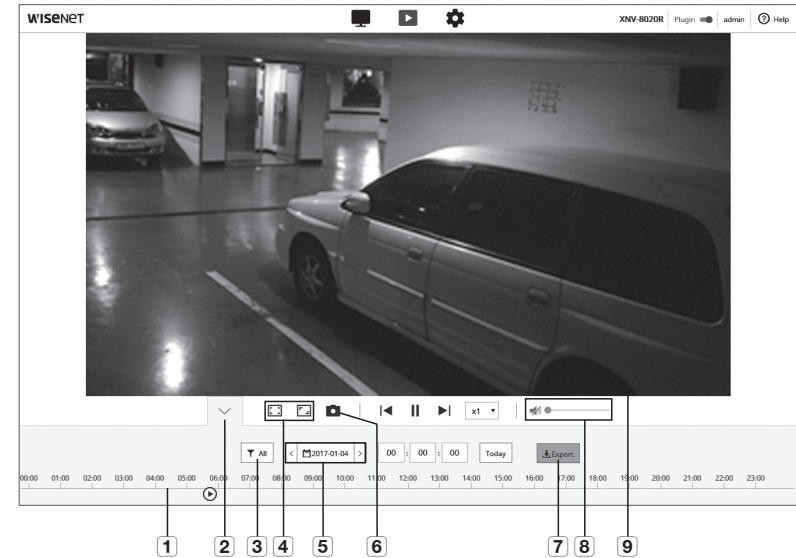 WISENET
XNV-8020R Plugin admin ? Help
x1 ▼
All < 2017-01-04 > 00 : 00 : 00 Today Export
00:00 01:00 02:00 03:00 04:00 05:00 06:00 07:00 08:00 09:00 10:00 11:00 12:00 13:00 14:00 15:00 16:00 17:00 18:00 19:00 20:00 21:00 22:00 23:00
1 2 3 4 5 6 7 8 9